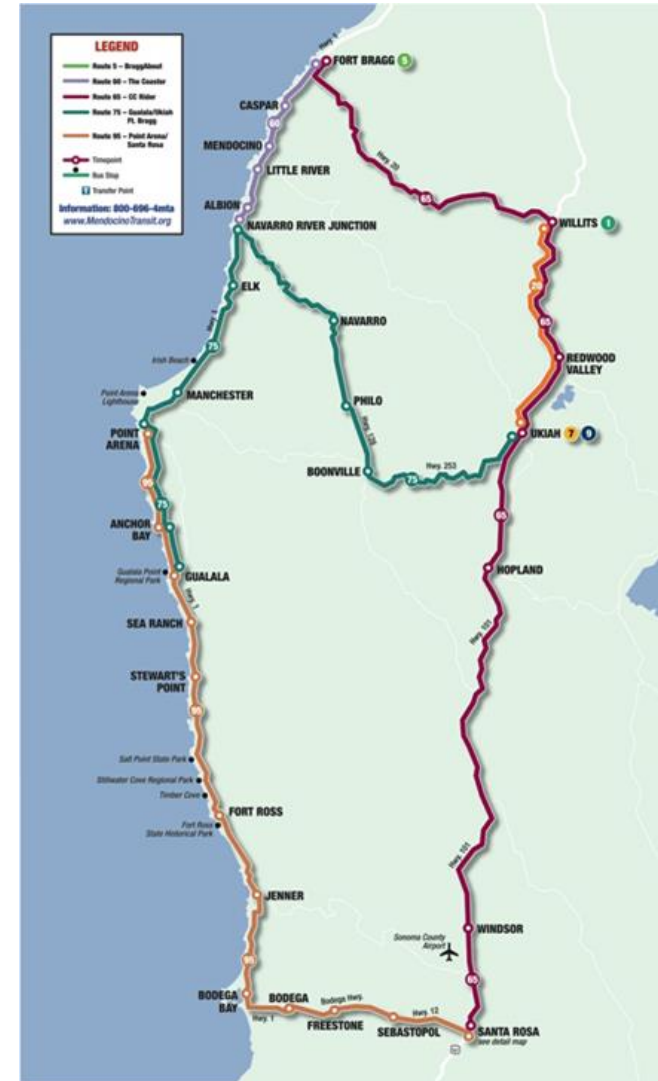 LEGEND
Route 5 – BraggAbout
Route 60 – The Coaster
Route 65 – CC Rider
Route 75 – Gualala/Ukiah
Ft. Bragg
Route 95 – Point Arena/
Santa Rosa
Timepoint
Bus Stop
T Transfer Point
Information: 800-696-4mta
www.MendocinoTransit.org
Hwy. 1
FORT BRAGG 5
CASPAR
60
MENDOCINO
Hwy. 20
LITTLE RIVER
65
ALBION
WILLITS 1
NAVARRO RIVER JUNCTION
20
ELK
Hwy. 1
NAVARRO
65
75
Irish Beach
REDWOOD
VALLEY
Point Arena
Lighthouse
MANCHESTER
PHILO
Hwy. 128
POINT
ARENA
UKIAH 7 9
Hwy. 253
BOONVILLE
75
95
75
65
ANCHOR
BAY
Gualala Point
Regional Park
GUALALA
HOPLAND
Hwy. 1
SEA RANCH
Hwy. 101
STEWART'S
POINT
95
Salt Point State Park
Stillwater Cove Regional Park
Timber Cove
FORT ROSS
Fort Ross
State Historical Park
Hwy. 101
JENNER
WINDSOR
Sonoma County
Airport
95
65
BODEGA
BAY
BODEGA
Bodega Hwy.
Hwy. 1
FREESTONE
Hwy. 12
SEBASTOPOL
SANTA ROSA
see detail map